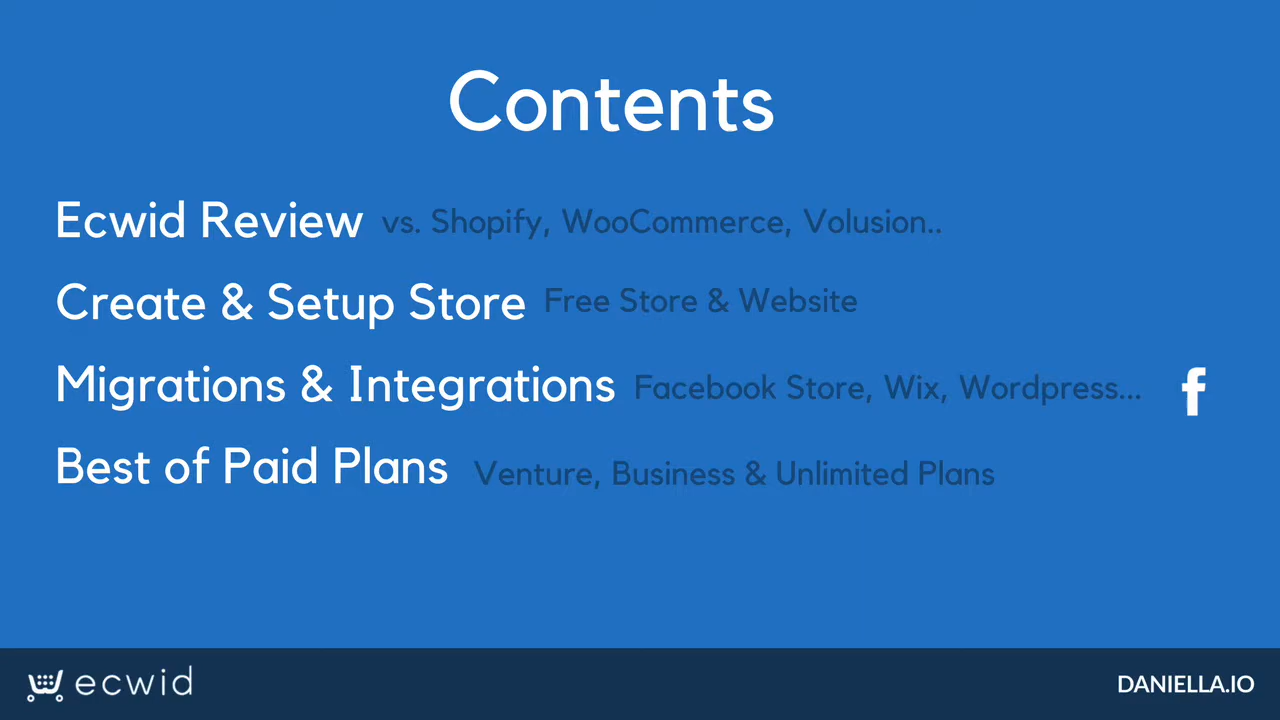 Contents
Ecwid Review vs. Shopify, WooCommerce, Volusion..
Create & Setup Store Free Store & Website
Migrations & Integrations Facebook Store, Wix, Wordpress... f
Best of Paid Plans Venture, Business & Unlimited Plans
ecwid DANIELLA.IO